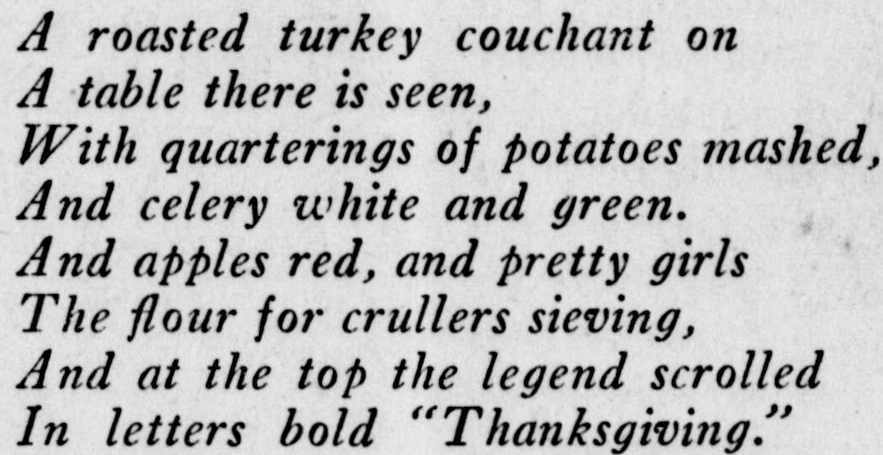 A roasted turkey couchant on
A table there is seen,
With quarterings of potatoes mashed,
And celery white and green.
And apples red, and pretty girls
The flour for crullers sieving,
And at the top the legend scrolled
In letters bold “Thanksgiving.”